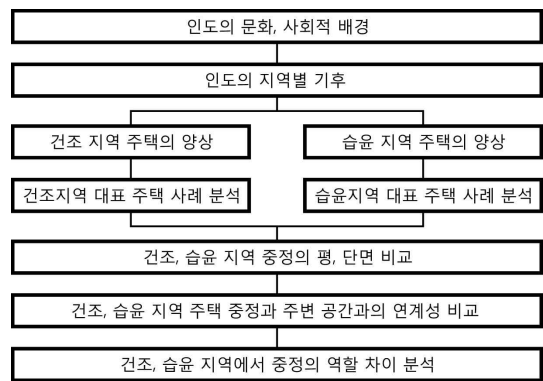 인도의 문화, 사회적 배경
인도의 지역별 기후
건조 지역 주택의 양상
습윤 지역 주택의 양상
건조지역 대표 주택 사례 분석
습윤지역 대표 주택 사례 분석
건조, 습윤 지역 중정의 평, 단면 비교
건조, 습윤 지역 주택 중정과 주변 공간과의 연계성 비교
건조, 습윤 지역에서 중정의 역할 차이 분석